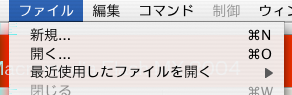 ファイル 編集 コマンド 制御 ウィン
新規... ⌘N
開く... ⌘O
最近使用したファイルを開く ▶
閉じる ⌘W